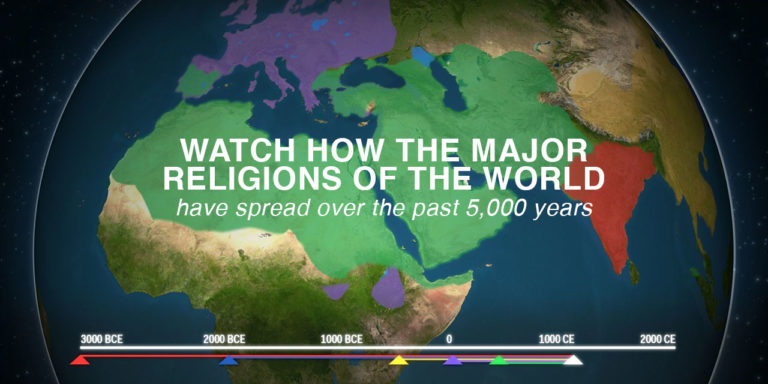 WATCH HOW THE MAJOR
RELIGIONS OF THE WORLD
have spread over the past 5,000 years
3000 BCE 2000 BCE 1000 BCE 0 1000 CE 2000 CE